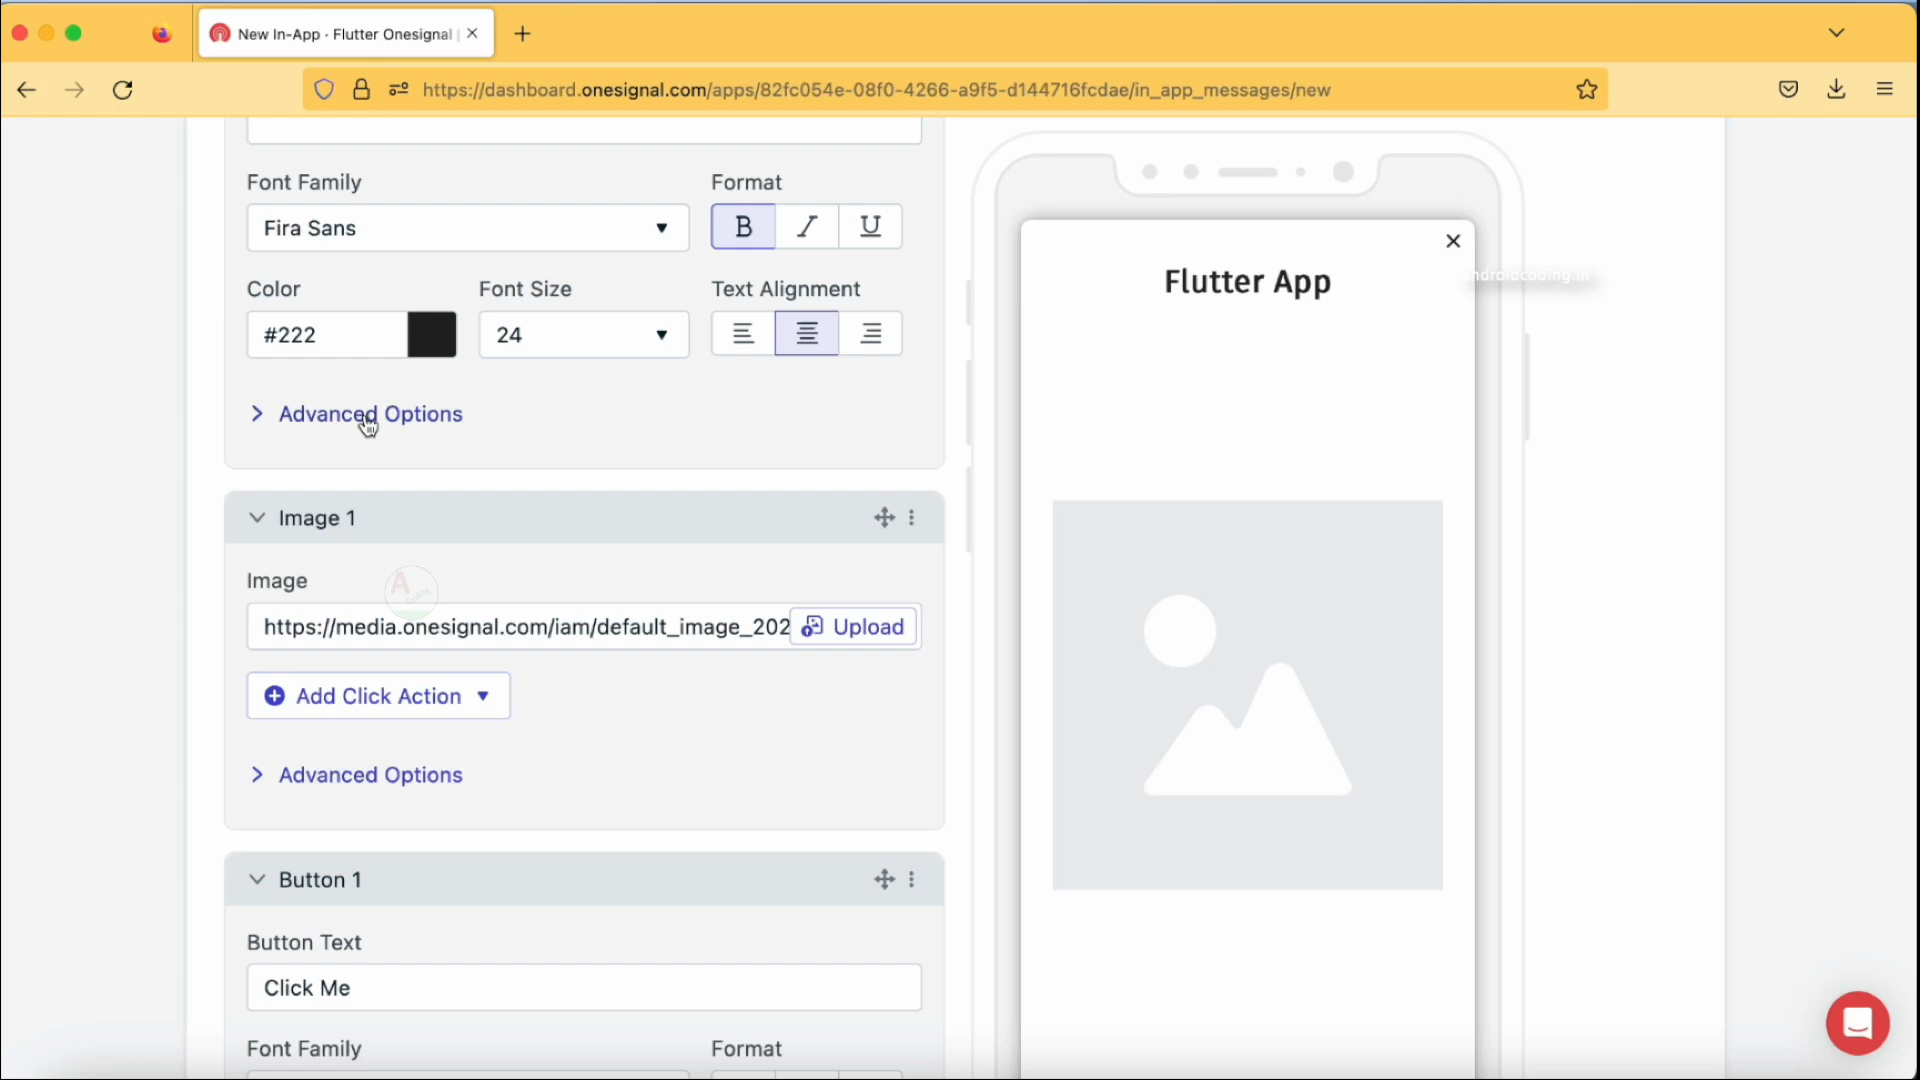 New In-App · Flutter Onesignal |
https://dashboard.onesignal.com/apps/82fc054e-08f0-4266-a9f5-d144716fcdae/in_app_messages/new
Font Family
Format
Fira Sans
B I U
Color
Font Size
Text Alignment
#222
24
Advanced Options
Image 1
Image
https://media.onesignal.com/iam/default_image_202
Upload
Add Click Action
Advanced Options
Button 1
Button Text
Click Me
Font Family
Format
Flutter App